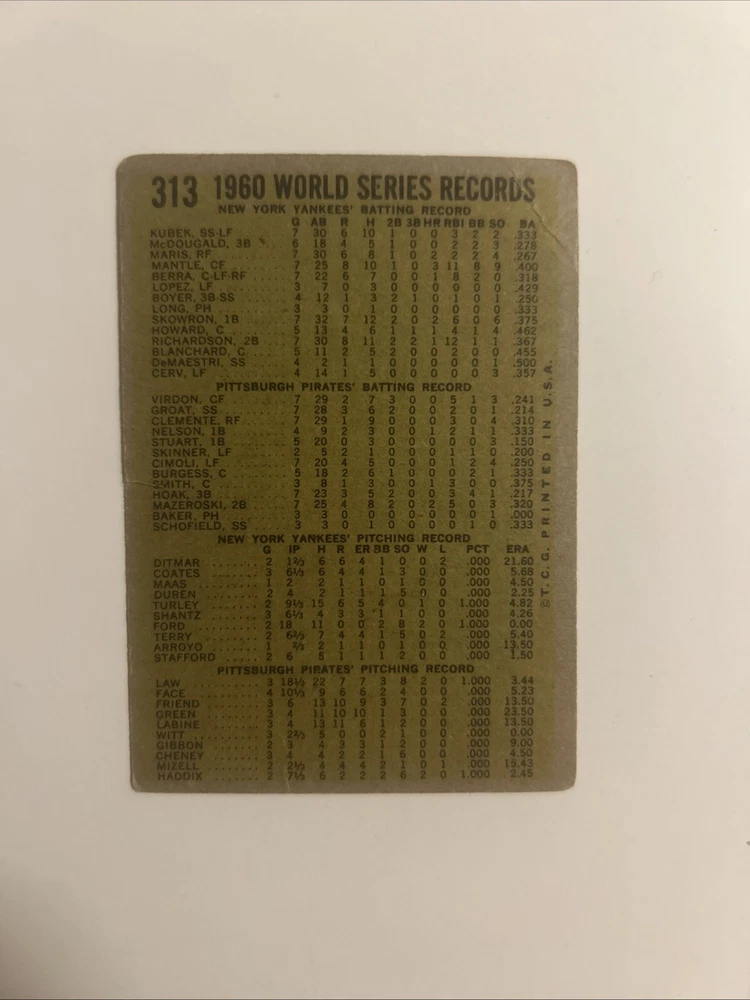 313 1960 WORLD SERIES RECORDS
NEW YORK YANKEES' BATTING RECORD
G AB R H 2B 3B HR RBI BB SO BA
KUBEK, SS-LF ........ 7 30 6 10 1 0 0 3 2 2 .333
McDOUGALD, 3B ...... 6 18 4 5 1 0 0 2 2 3 .278
MARIS, RF ........ 7 30 6 8 1 0 2 2 2 4 .267
MANTLE, CF ........ 7 25 8 10 1 0 3 11 8 9 .400
BERRA, C-LF-RF ...... 7 22 6 7 0 0 1 8 2 0 .318
LOPEZ, LF ........ 3 7 0 3 0 0 0 0 0 0 .429
BOYER, 3B-SS ...... 4 12 1 3 2 1 0 1 0 1 .250
LONG, PH ........ 3 3 0 1 0 0 0 0 0 0 .333
SKOWRON, 1B ...... 7 32 7 12 2 0 2 6 0 6 .375
HOWARD, C ........ 5 13 4 6 1 1 1 4 1 4 .462
RICHARDSON, 2B .... 7 30 8 11 2 2 1 12 1 1 .367
BLANCHARD, C ...... 5 11 2 5 2 0 0 2 0 0 .455
DeMAESTRI, SS ...... 4 2 1 1 0 0 0 0 0 1 .500
CERV, LF ........ 4 14 1 5 0 0 0 0 0 3 .357
PITTSBURGH PIRATES' BATTING RECORD
VIRDON, CF ........ 7 29 2 7 3 0 0 5 1 3 .241
GROAT, SS ........ 7 28 3 6 2 0 0 2 0 1 .214
CLEMENTE, RF ...... 7 29 1 9 0 0 0 3 0 4 .310
NELSON, 1B ........ 4 9 2 3 0 0 1 2 1 1 .333
STUART, 1B ........ 5 20 0 3 0 0 0 0 0 3 .150
SKINNER, LF ...... 2 5 2 1 0 0 0 1 1 0 .200
CIMOLI, LF ........ 7 20 4 5 0 0 0 1 2 4 .250
BURGESS, C ........ 5 18 2 6 1 0 0 0 2 1 .333
SMITH, C ........ 3 8 1 3 0 0 1 3 0 0 .375
HOAK, 3B ........ 7 23 3 5 2 0 0 3 4 1 .217
MAZEROSKI, 2B ...... 7 25 4 8 2 0 2 5 0 3 .320
BAKER, PH ........ 3 3 0 0 0 0 0 0 0 1 .000
SCHOFIELD, SS ...... 3 3 0 1 0 0 0 0 1 0 .333
NEW YORK YANKEES' PITCHING RECORD
G IP H R ER BB SO W L PCT ERA
DITMAR ........ 2 1⅔ 6 6 4 1 0 0 2 .000 21.60
COATES ........ 3 6⅓ 6 4 4 1 3 0 0 .000 5.68
MAAS ........ 1 2 2 1 1 0 1 0 0 .000 4.50
DUREN ........ 2 4 2 1 1 1 5 0 0 .000 2.25
TURLEY ........ 2 9⅓ 15 6 5 4 0 1 0 1.000 4.82
SHANTZ ........ 3 6⅓ 4 3 3 1 1 0 0 .000 4.26
FORD ........ 2 18 11 0 0 2 8 2 0 1.000 0.00
TERRY ........ 2 6⅔ 7 4 4 1 5 0 2 .000 5.40
ARROYO ........ 1 ⅔ 2 1 1 0 1 0 0 .000 13.50
STAFFORD ........ 2 6 5 1 1 1 2 0 0 .000 1.50
PITTSBURGH PIRATES' PITCHING RECORD
LAW ........ 3 18⅓ 22 7 7 3 8 2 0 1.000 3.44
FACE ........ 4 10⅓ 9 6 6 2 4 0 0 .000 5.23
FRIEND ........ 3 6 13 10 9 3 7 0 2 .000 13.50
GREEN ........ 3 4 11 10 10 1 3 0 0 .000 23.50
LABINE ........ 3 4 13 11 6 1 2 0 0 .000 13.50
WITT ........ 3 2⅔ 5 0 0 2 1 0 0 .000 0.00
GIBBON ........ 2 3 4 3 3 1 2 0 0 .000 9.00
CHENEY ........ 3 4 4 2 2 1 6 0 0 .000 4.50
MIZELL ........ 2 2⅓ 4 4 4 2 1 0 1 .000 15.43
HADDIX ........ 2 7⅓ 6 2 2 2 6 2 0 1.000 2.45
© T.C.G. PRINTED IN U.S.A.